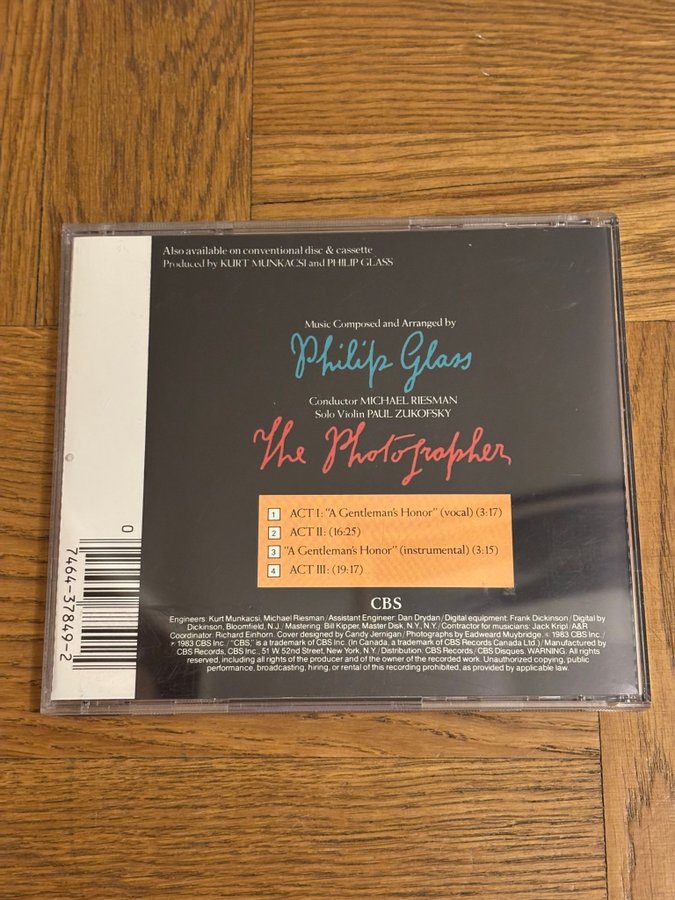 Also available on conventional disc & cassette
Produced by KURT MUNKACSI and PHILIP GLASS
Music Composed and Arranged by
Philip Glass
Conductor MICHAEL RIESMAN
Solo Violin PAUL ZUKOFSKY
The Photographer
1 ACT I: "A Gentleman's Honor" (vocal) (3:17)
2 ACT II: (16:25)
3 "A Gentleman's Honor" (instrumental) (3:15)
4 ACT III: (19:17)
CBS
Engineers: Kurt Munkacsi, Michael Riesman/Assistant Engineer: Dan Drydan/Digital equipment: Frank Dickinson/Digital by
Dickinson, Bloomfield, N.J./Mastering: Bill Kipper, Master Disk, N.Y., N.Y./Contractor for musicians: Jack Kripl/A&R
Coordinator: Richard Einhorn. Cover designed by Candy Jernigan/Photographs by Eadweard Muybridge. © 1983 CBS Inc./
℗ 1983 CBS Inc./"CBS," is a trademark of CBS Inc. (In Canada, a trademark of CBS Records Canada Ltd.)/Manufactured by
CBS Records, CBS Inc., 51 W. 52nd Street, New York, N.Y./Distribution: CBS Records/CBS Disques. WARNING: All rights
reserved, including all rights of the producer and of the owner of the recorded work. Unauthorized copying, public
performance, broadcasting, hiring, or rental of this recording prohibited, as provided by applicable law.
0 7464-37849-2